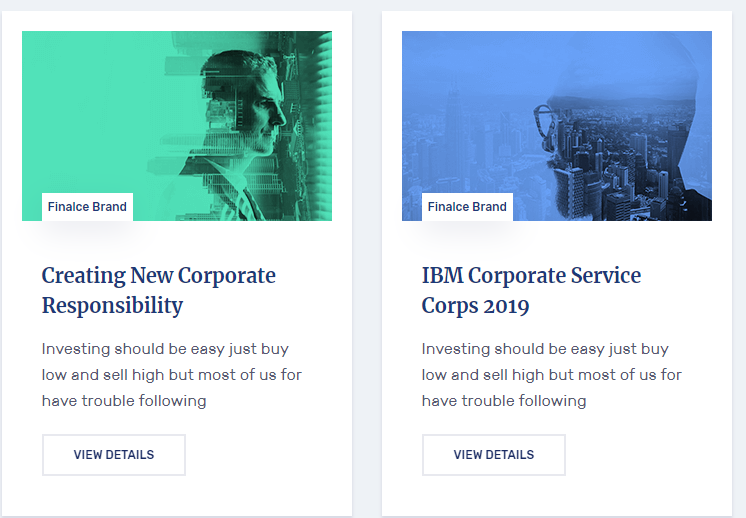 Finalce Brand
Creating New Corporate
Responsibility
Investing should be easy just buy
low and sell high but most of us for
have trouble following
VIEW DETAILS
Finalce Brand
IBM Corporate Service
Corps 2019
Investing should be easy just buy
low and sell high but most of us for
have trouble following
VIEW DETAILS